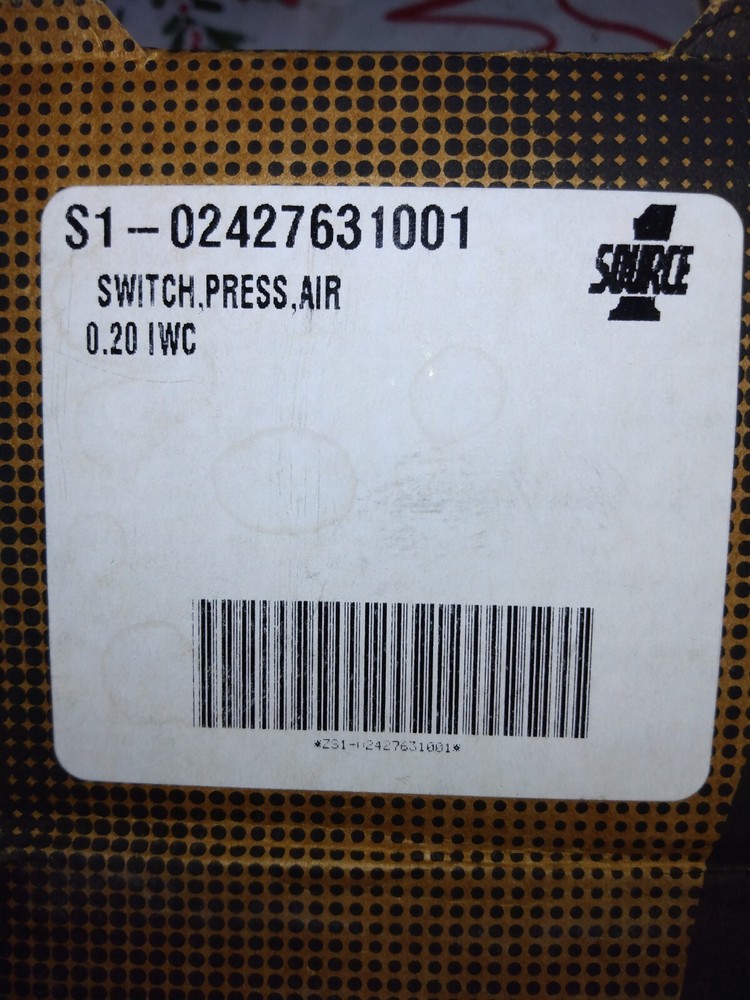 S1-02427631001
1
SOURCE
SWITCH,PRESS,AIR
0.20 IWC
*ZS1-02427631001*